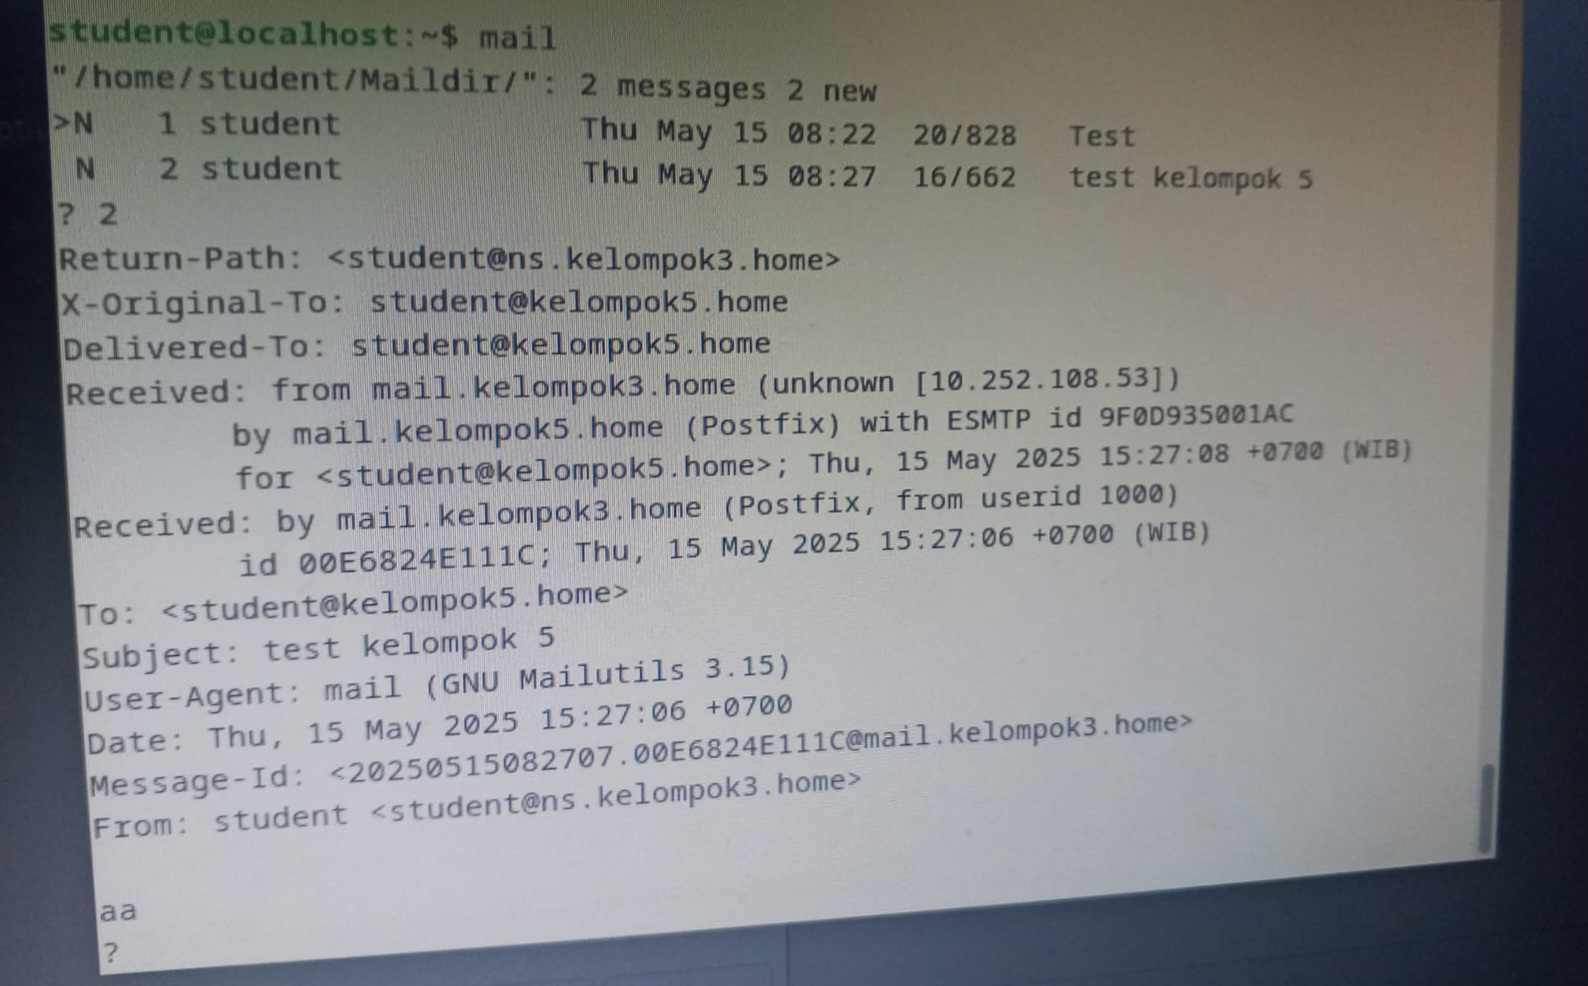 student@localhost:~$ mail
"/home/student/Maildir/": 2 messages 2 new
>N 1 student Thu May 15 08:22 20/828 Test
N 2 student Thu May 15 08:27 16/662 test kelompok 5
? 2
Return-Path: <student@ns.kelompok3.home>
X-Original-To: student@kelompok5.home
Delivered-To: student@kelompok5.home
Received: from mail.kelompok3.home (unknown [10.252.108.53])
by mail.kelompok5.home (Postfix) with ESMTP id 9F0D935001AC
for <student@kelompok5.home>; Thu, 15 May 2025 15:27:08 +0700 (WIB)
Received: by mail.kelompok3.home (Postfix, from userid 1000)
id 00E6824E111C; Thu, 15 May 2025 15:27:06 +0700 (WIB)
To: <student@kelompok5.home>
Subject: test kelompok 5
User-Agent: mail (GNU Mailutils 3.15)
Date: Thu, 15 May 2025 15:27:06 +0700
Message-Id: <20250515082707.00E6824E111C@mail.kelompok3.home>
From: student <student@ns.kelompok3.home>
aa
?